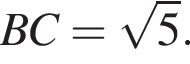 BC = √5.